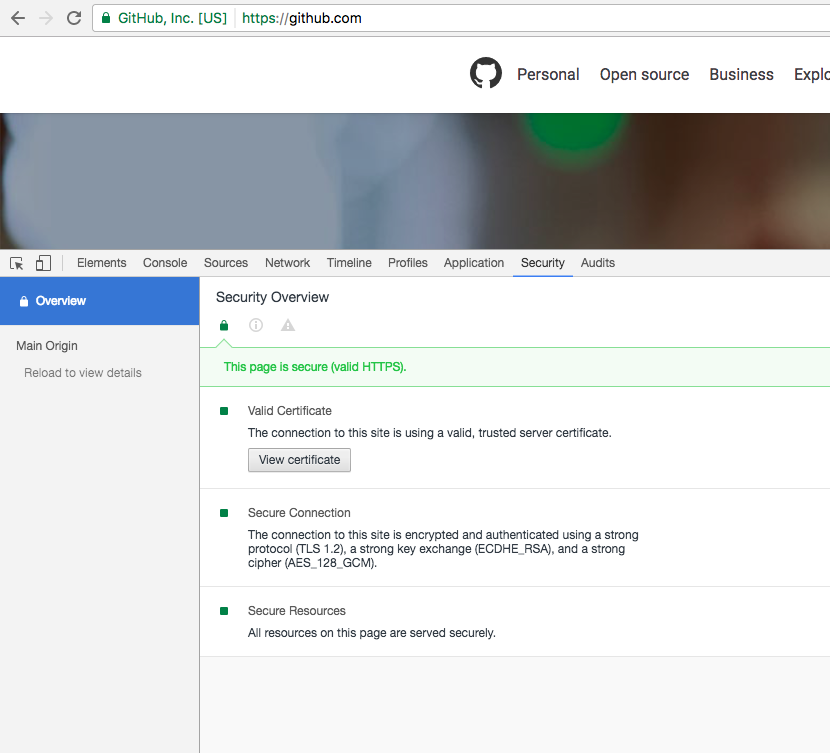 GitHub, Inc. [US] https://github.com
Personal Open source Business Explo
Elements Console Sources Network Timeline Profiles Application Security Audits
Overview
Main Origin
Reload to view details
Security Overview
This page is secure (valid HTTPS).
Valid Certificate
The connection to this site is using a valid, trusted server certificate.
View certificate
Secure Connection
The connection to this site is encrypted and authenticated using a strong
protocol (TLS 1.2), a strong key exchange (ECDHE_RSA), and a strong
cipher (AES_128_GCM).
Secure Resources
All resources on this page are served securely.